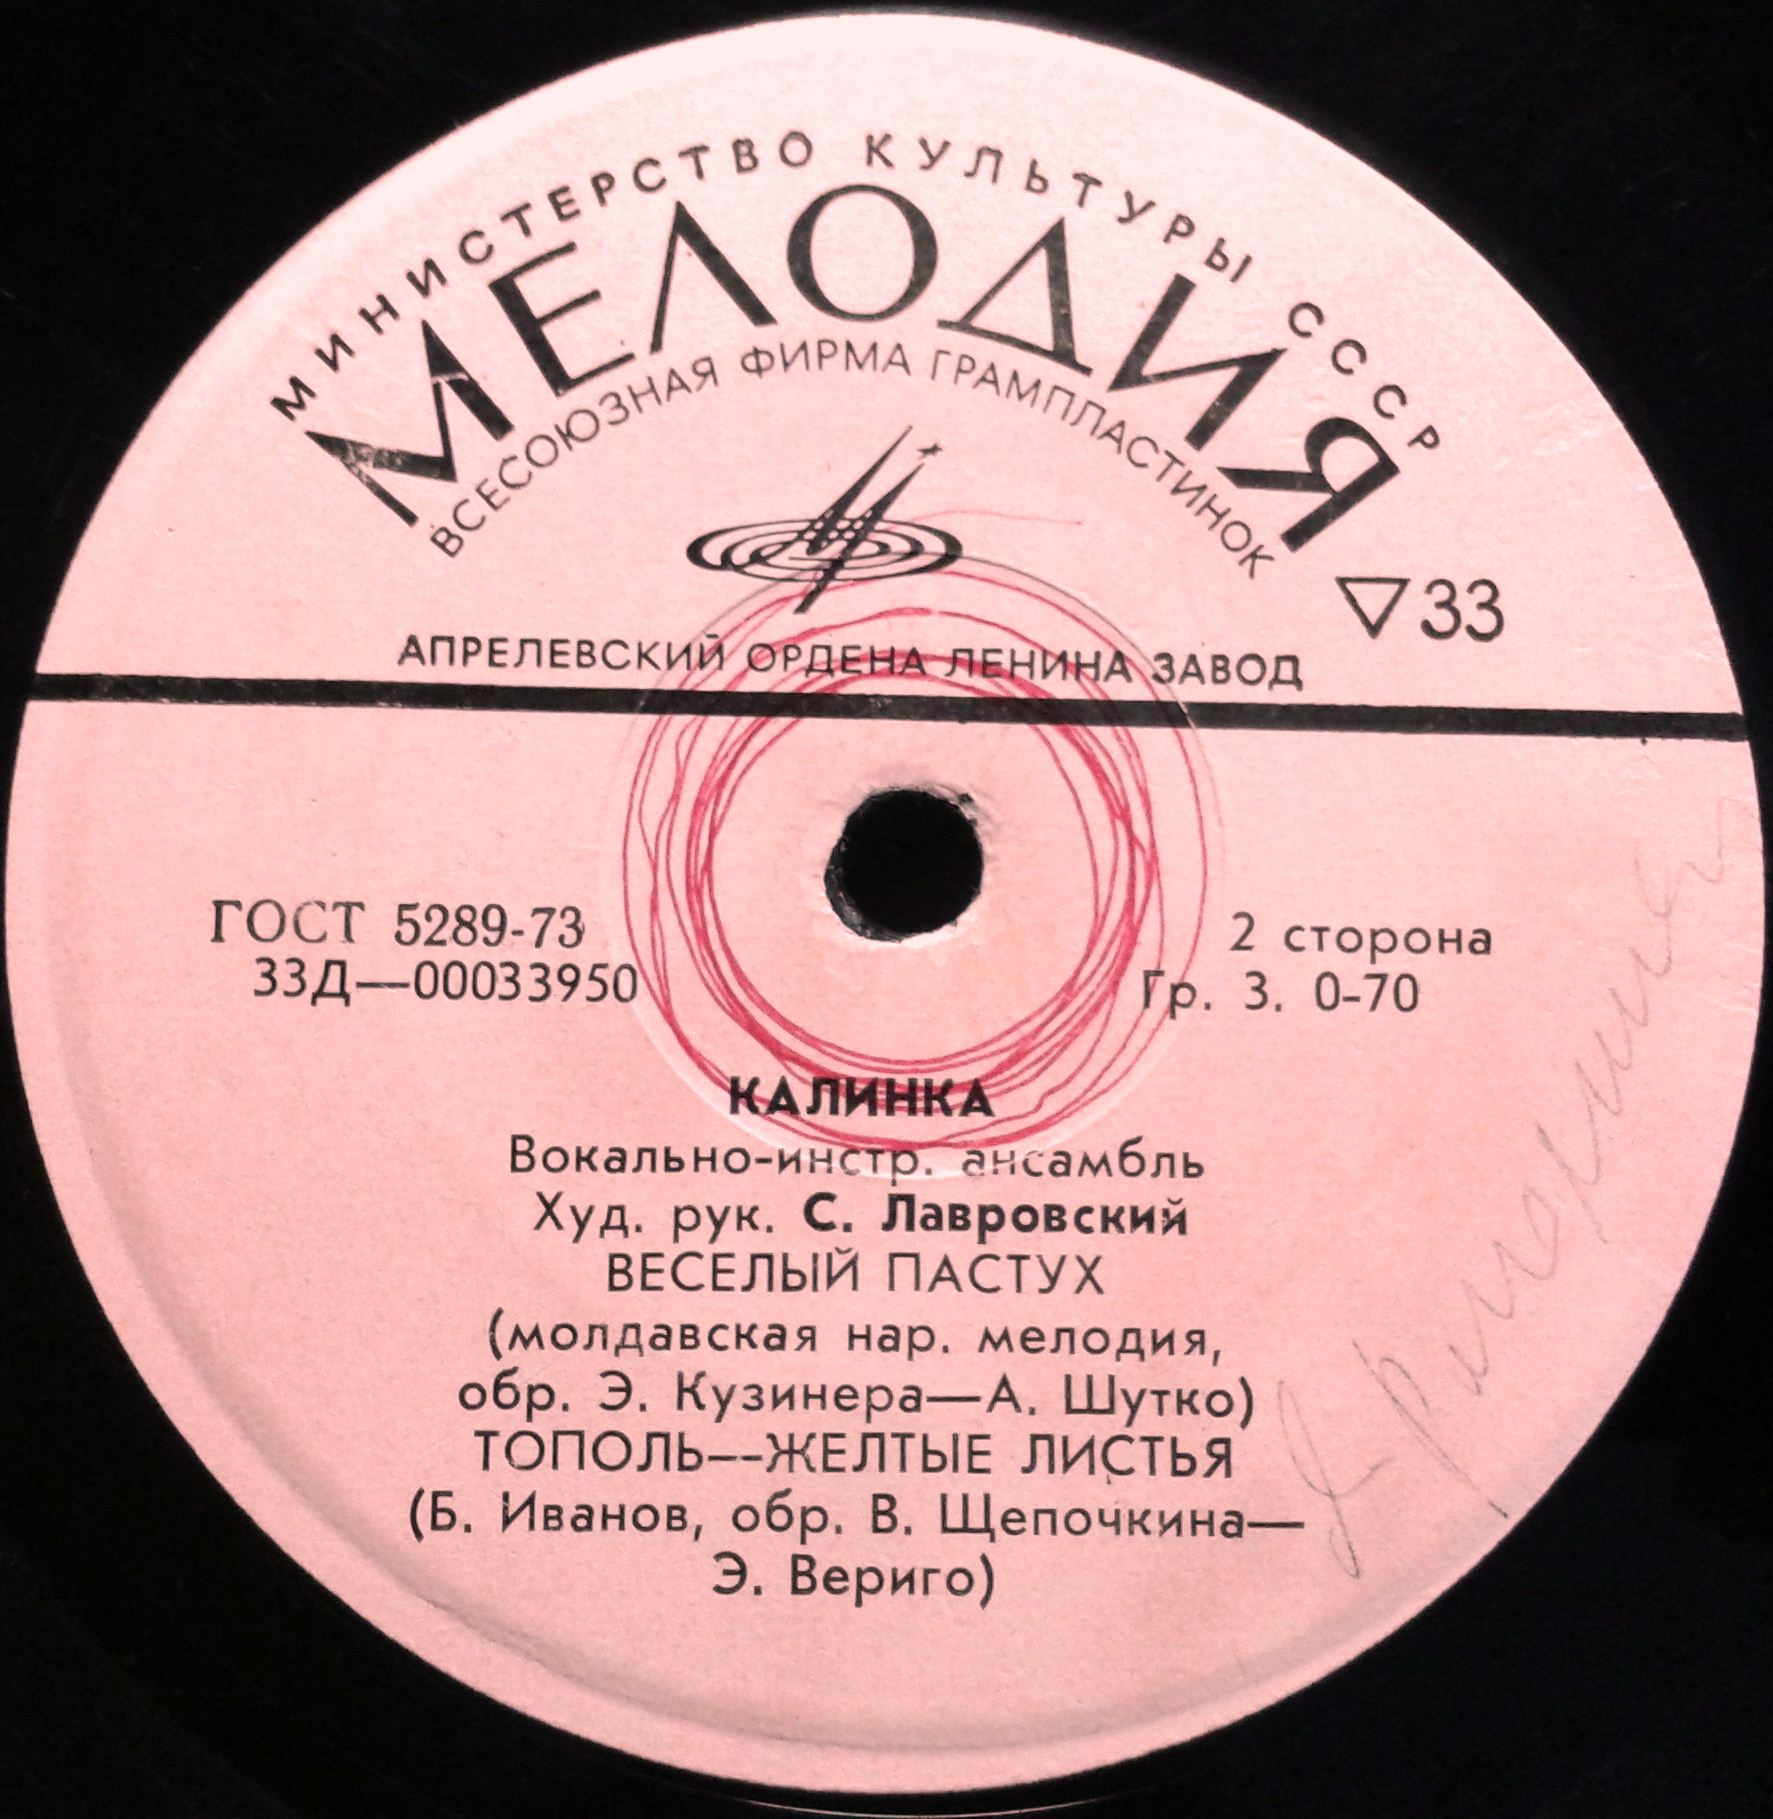 МИНИСТЕРСТВО КУЛЬТУРЫ СССР
МЕЛОДИЯ
ВСЕСОЮЗНАЯ ФИРМА ГРАМПЛАСТИНОК
▽33
АПРЕЛЕВСКИЙ ОРДЕНА ЛЕНИНА ЗАВОД
ГОСТ 5289-73
33Д—00033950
2 сторона
Гр. 3. 0-70
КАЛИНКА
Вокально-инстр. ансамбль
Худ. рук. С. Лавровский
ВЕСЕЛЫЙ ПАСТУХ
(молдавская нар. мелодия,
обр. Э. Кузинера—А. Шутко)
ТОПОЛЬ--ЖЕЛТЫЕ ЛИСТЬЯ
(Б. Иванов, обр. В. Щепочкина—
Э. Вериго)